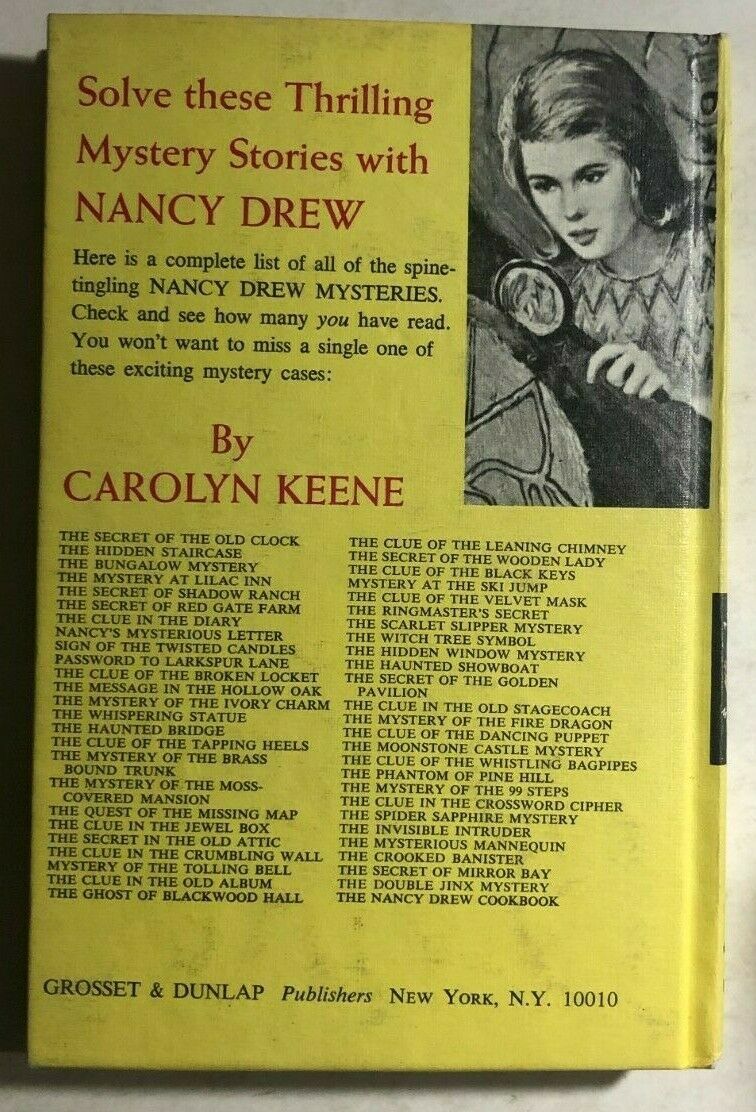 Solve these Thrilling
Mystery Stories with
NANCY DREW
Here is a complete list of all of the spine-
tingling NANCY DREW MYSTERIES.
Check and see how many you have read.
You won't want to miss a single one of
these exciting mystery cases:
By
CAROLYN KEENE
THE SECRET OF THE OLD CLOCK
THE HIDDEN STAIRCASE
THE BUNGALOW MYSTERY
THE MYSTERY AT LILAC INN
THE SECRET OF SHADOW RANCH
THE SECRET OF RED GATE FARM
THE CLUE IN THE DIARY
NANCY'S MYSTERIOUS LETTER
SIGN OF THE TWISTED CANDLES
PASSWORD TO LARKSPUR LANE
THE CLUE OF THE BROKEN LOCKET
THE MESSAGE IN THE HOLLOW OAK
THE MYSTERY OF THE IVORY CHARM
THE WHISPERING STATUE
THE HAUNTED BRIDGE
THE CLUE OF THE TAPPING HEELS
THE MYSTERY OF THE BRASS
BOUND TRUNK
THE MYSTERY OF THE MOSS-
COVERED MANSION
THE QUEST OF THE MISSING MAP
THE CLUE IN THE JEWEL BOX
THE SECRET IN THE OLD ATTIC
THE CLUE IN THE CRUMBLING WALL
MYSTERY OF THE TOLLING BELL
THE CLUE IN THE OLD ALBUM
THE GHOST OF BLACKWOOD HALL
THE CLUE OF THE LEANING CHIMNEY
THE SECRET OF THE WOODEN LADY
THE CLUE OF THE BLACK KEYS
MYSTERY AT THE SKI JUMP
THE CLUE OF THE VELVET MASK
THE RINGMASTER'S SECRET
THE SCARLET SLIPPER MYSTERY
THE WITCH TREE SYMBOL
THE HIDDEN WINDOW MYSTERY
THE HAUNTED SHOWBOAT
THE SECRET OF THE GOLDEN
PAVILION
THE CLUE IN THE OLD STAGECOACH
THE MYSTERY OF THE FIRE DRAGON
THE CLUE OF THE DANCING PUPPET
THE MOONSTONE CASTLE MYSTERY
THE CLUE OF THE WHISTLING BAGPIPES
THE PHANTOM OF PINE HILL
THE MYSTERY OF THE 99 STEPS
THE CLUE IN THE CROSSWORD CIPHER
THE SPIDER SAPPHIRE MYSTERY
THE INVISIBLE INTRUDER
THE MYSTERIOUS MANNEQUIN
THE CROOKED BANISTER
THE SECRET OF MIRROR BAY
THE DOUBLE JINX MYSTERY
THE NANCY DREW COOKBOOK
GROSSET & DUNLAP Publishers NEW YORK, N.Y. 10010